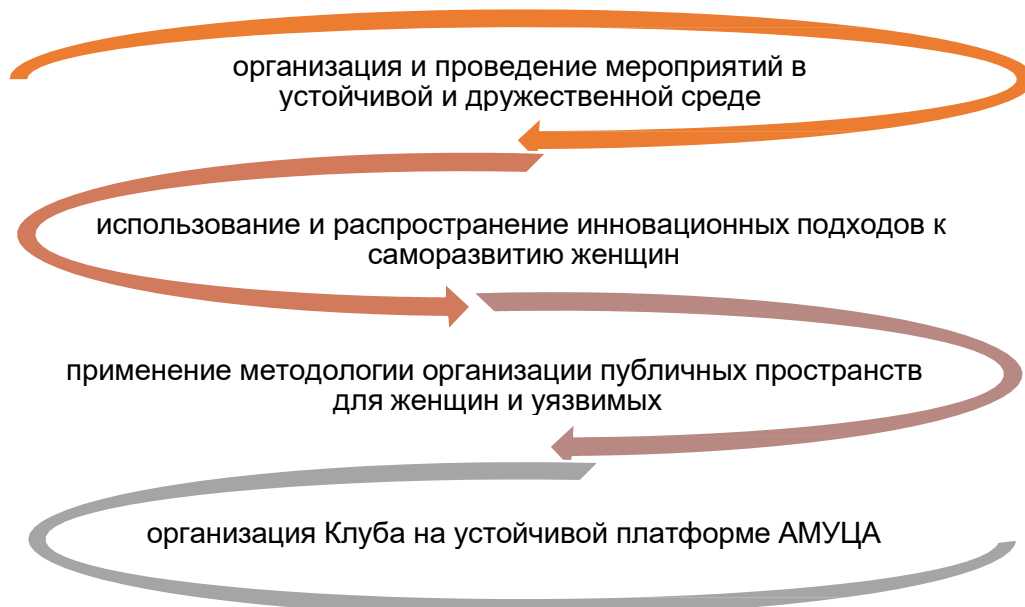 организация и проведение мероприятий в
устойчивой и дружественной среде
использование и распространение инновационных подходов к
саморазвитию женщин
применение методологии организации публичных пространств
для женщин и уязвимых
организация Клуба на устойчивой платформе АМУЦА